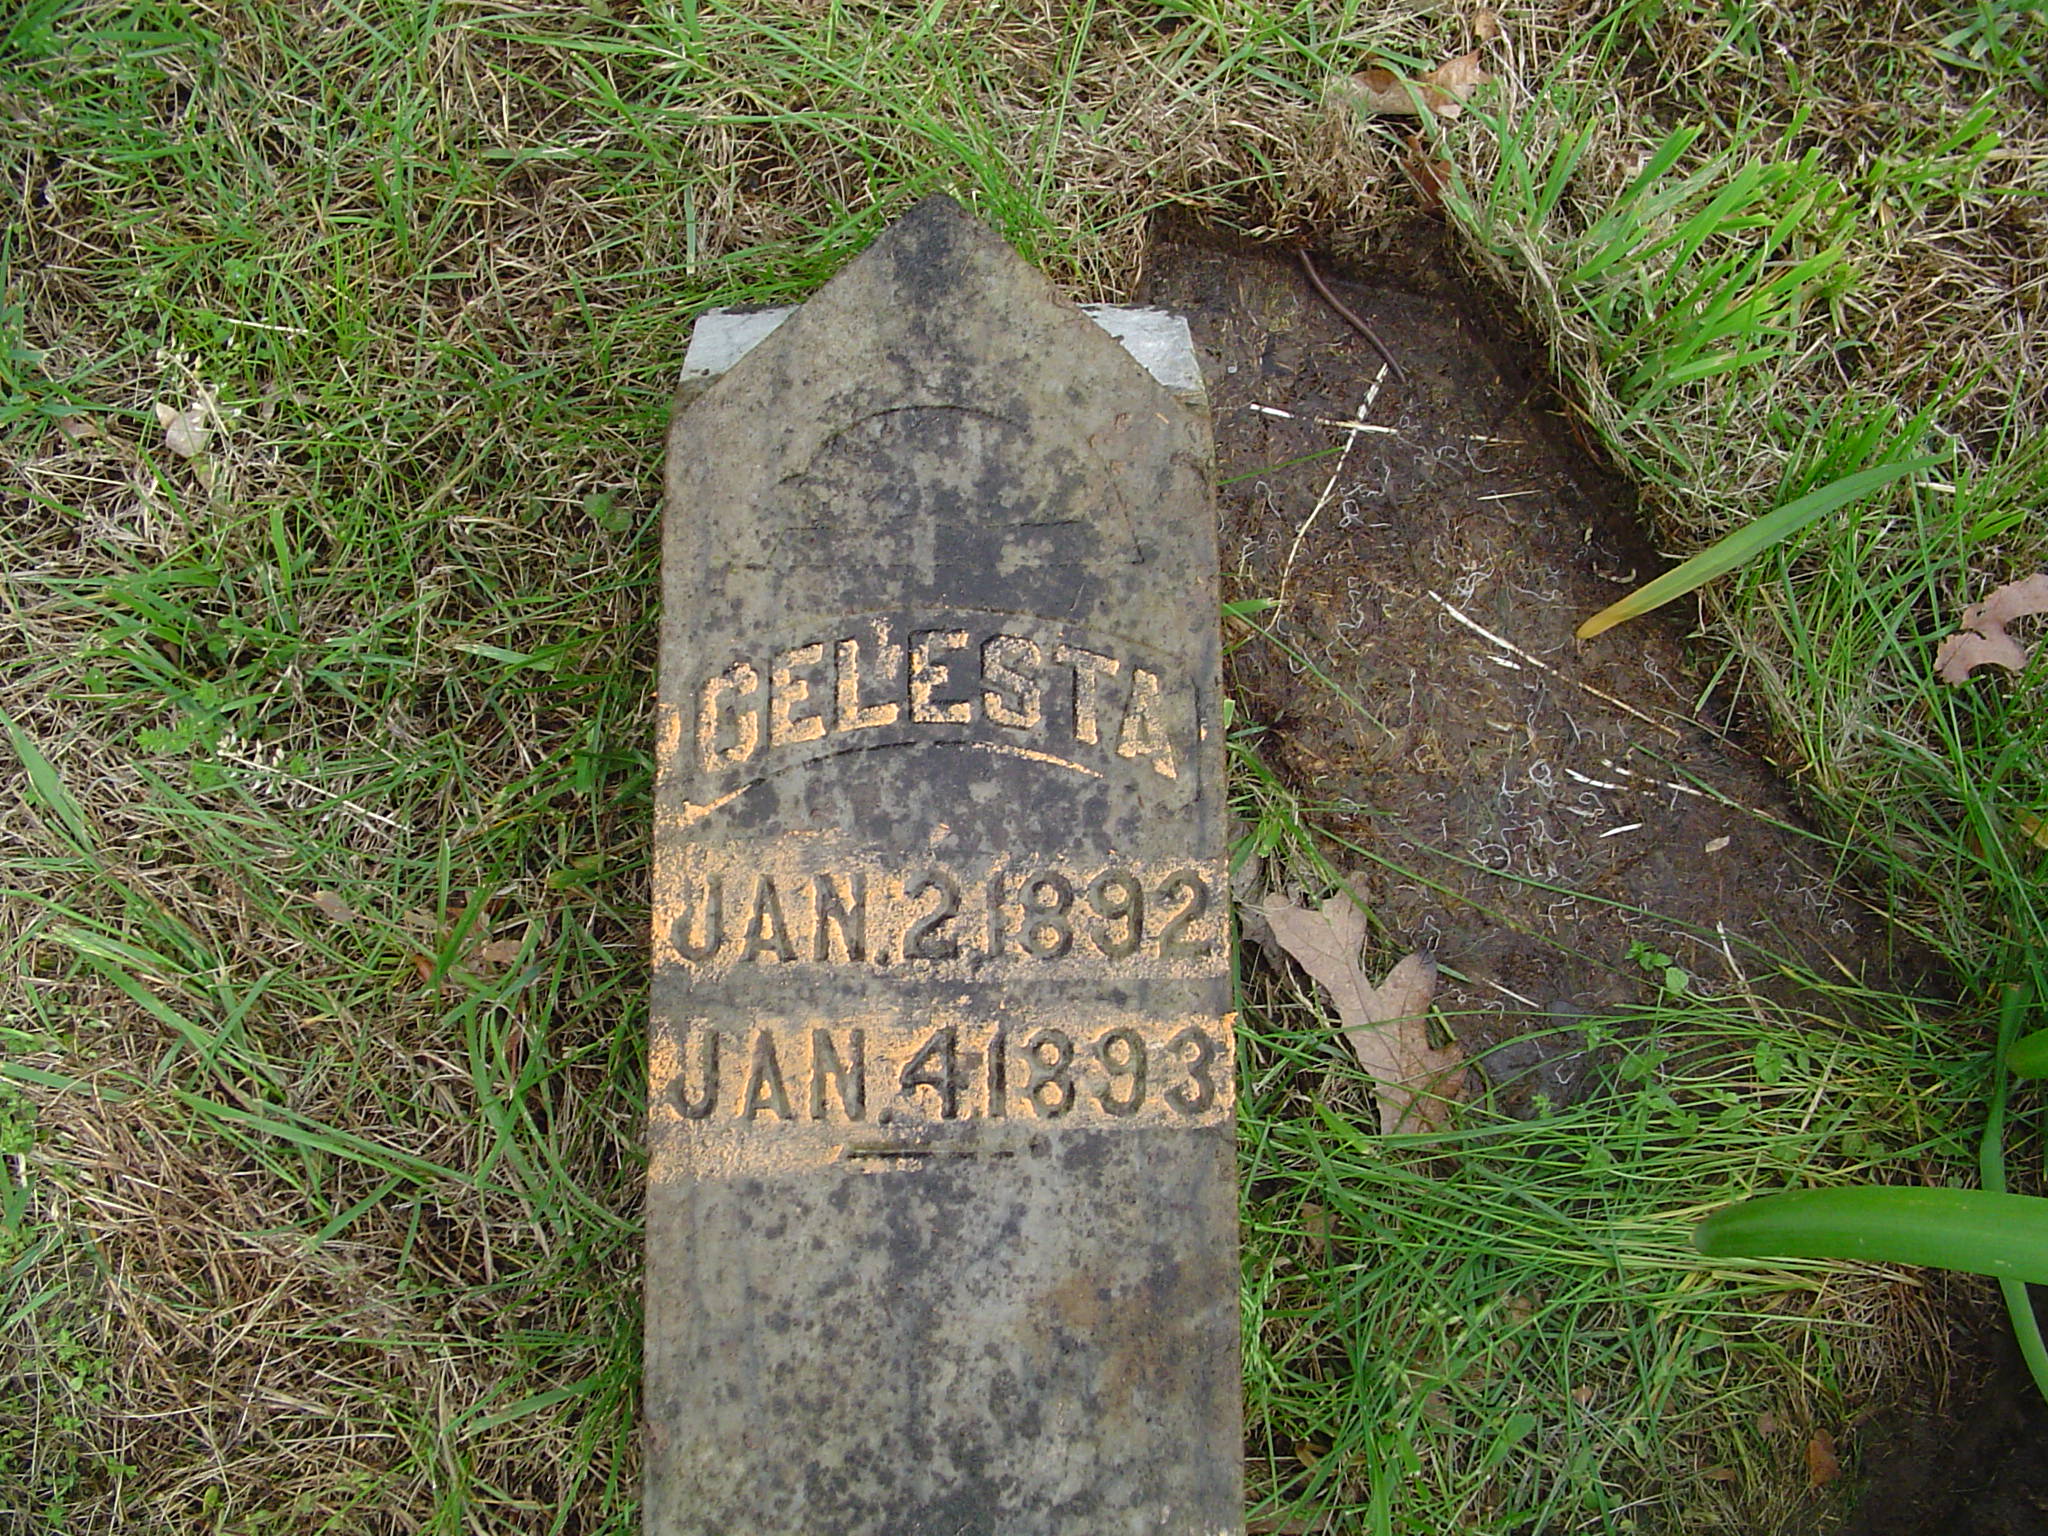 CELESTA
JAN. 2, 1892
JAN. 4, 1893